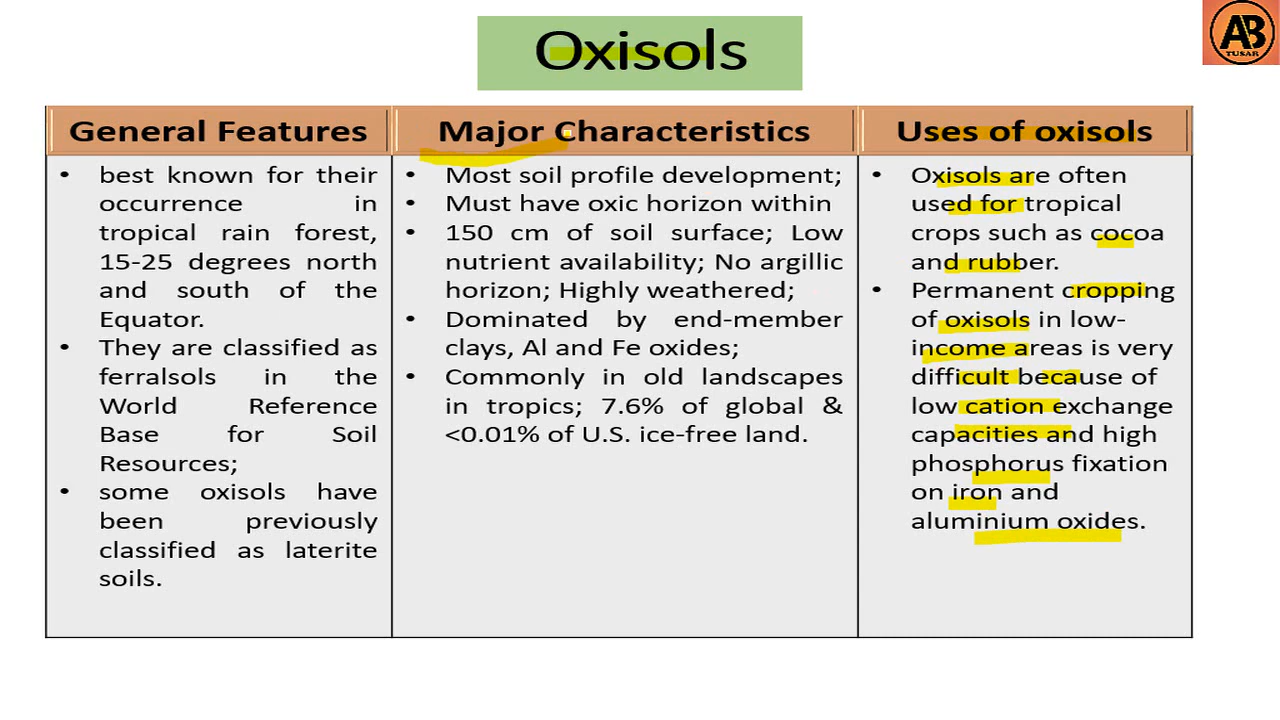 Oxisols
AB
TUSAR
General Features
• best known for their
occurrence in
tropical rain forest,
15-25 degrees north
and south of the
Equator.
• They are classified as
ferralsols in the
World Reference
Base for Soil
Resources;
• some oxisols have
been previously
classified as laterite
soils.
Major Characteristics
• Most soil profile development;
• Must have oxic horizon within
• 150 cm of soil surface; Low
nutrient availability; No argillic
horizon; Highly weathered;
• Dominated by end-member
clays, Al and Fe oxides;
• Commonly in old landscapes
in tropics; 7.6% of global &
<0.01% of U.S. ice-free land.
Uses of oxisols
• Oxisols are often
used for tropical
crops such as cocoa
and rubber.
• Permanent cropping
of oxisols in low-
income areas is very
difficult because of
low cation exchange
capacities and high
phosphorus fixation
on iron and
aluminium oxides.